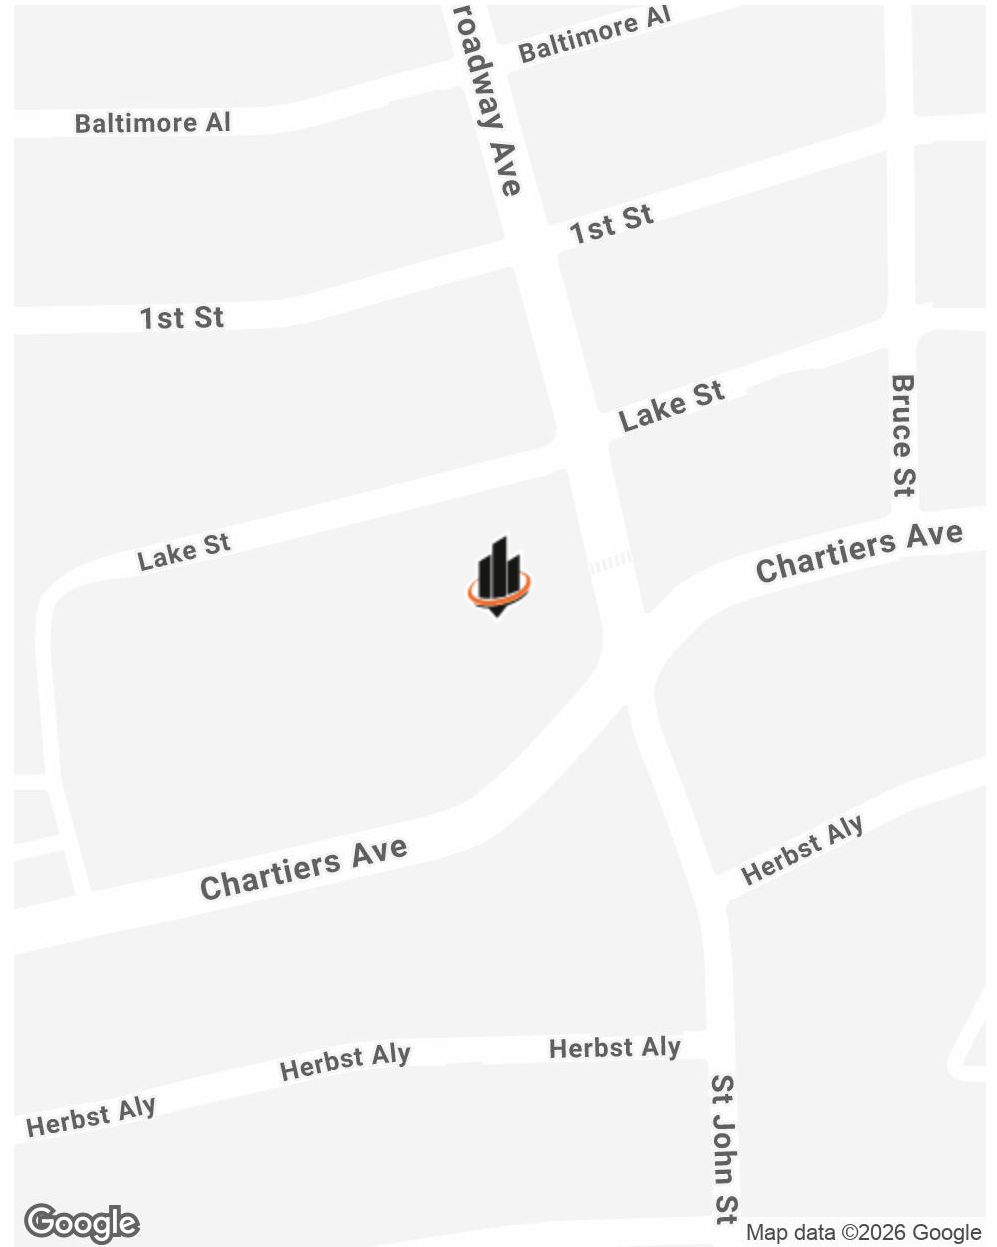 Baltimore Al
roadway Ave
Baltimore Al
1st St
1st St
Lake St
Bruce St
Lake St
Chartiers Ave
Chartiers Ave
Herbst Aly
Herbst Aly
Herbst Aly
Herbst Aly
St John St
Google
Map data ©2026 Google